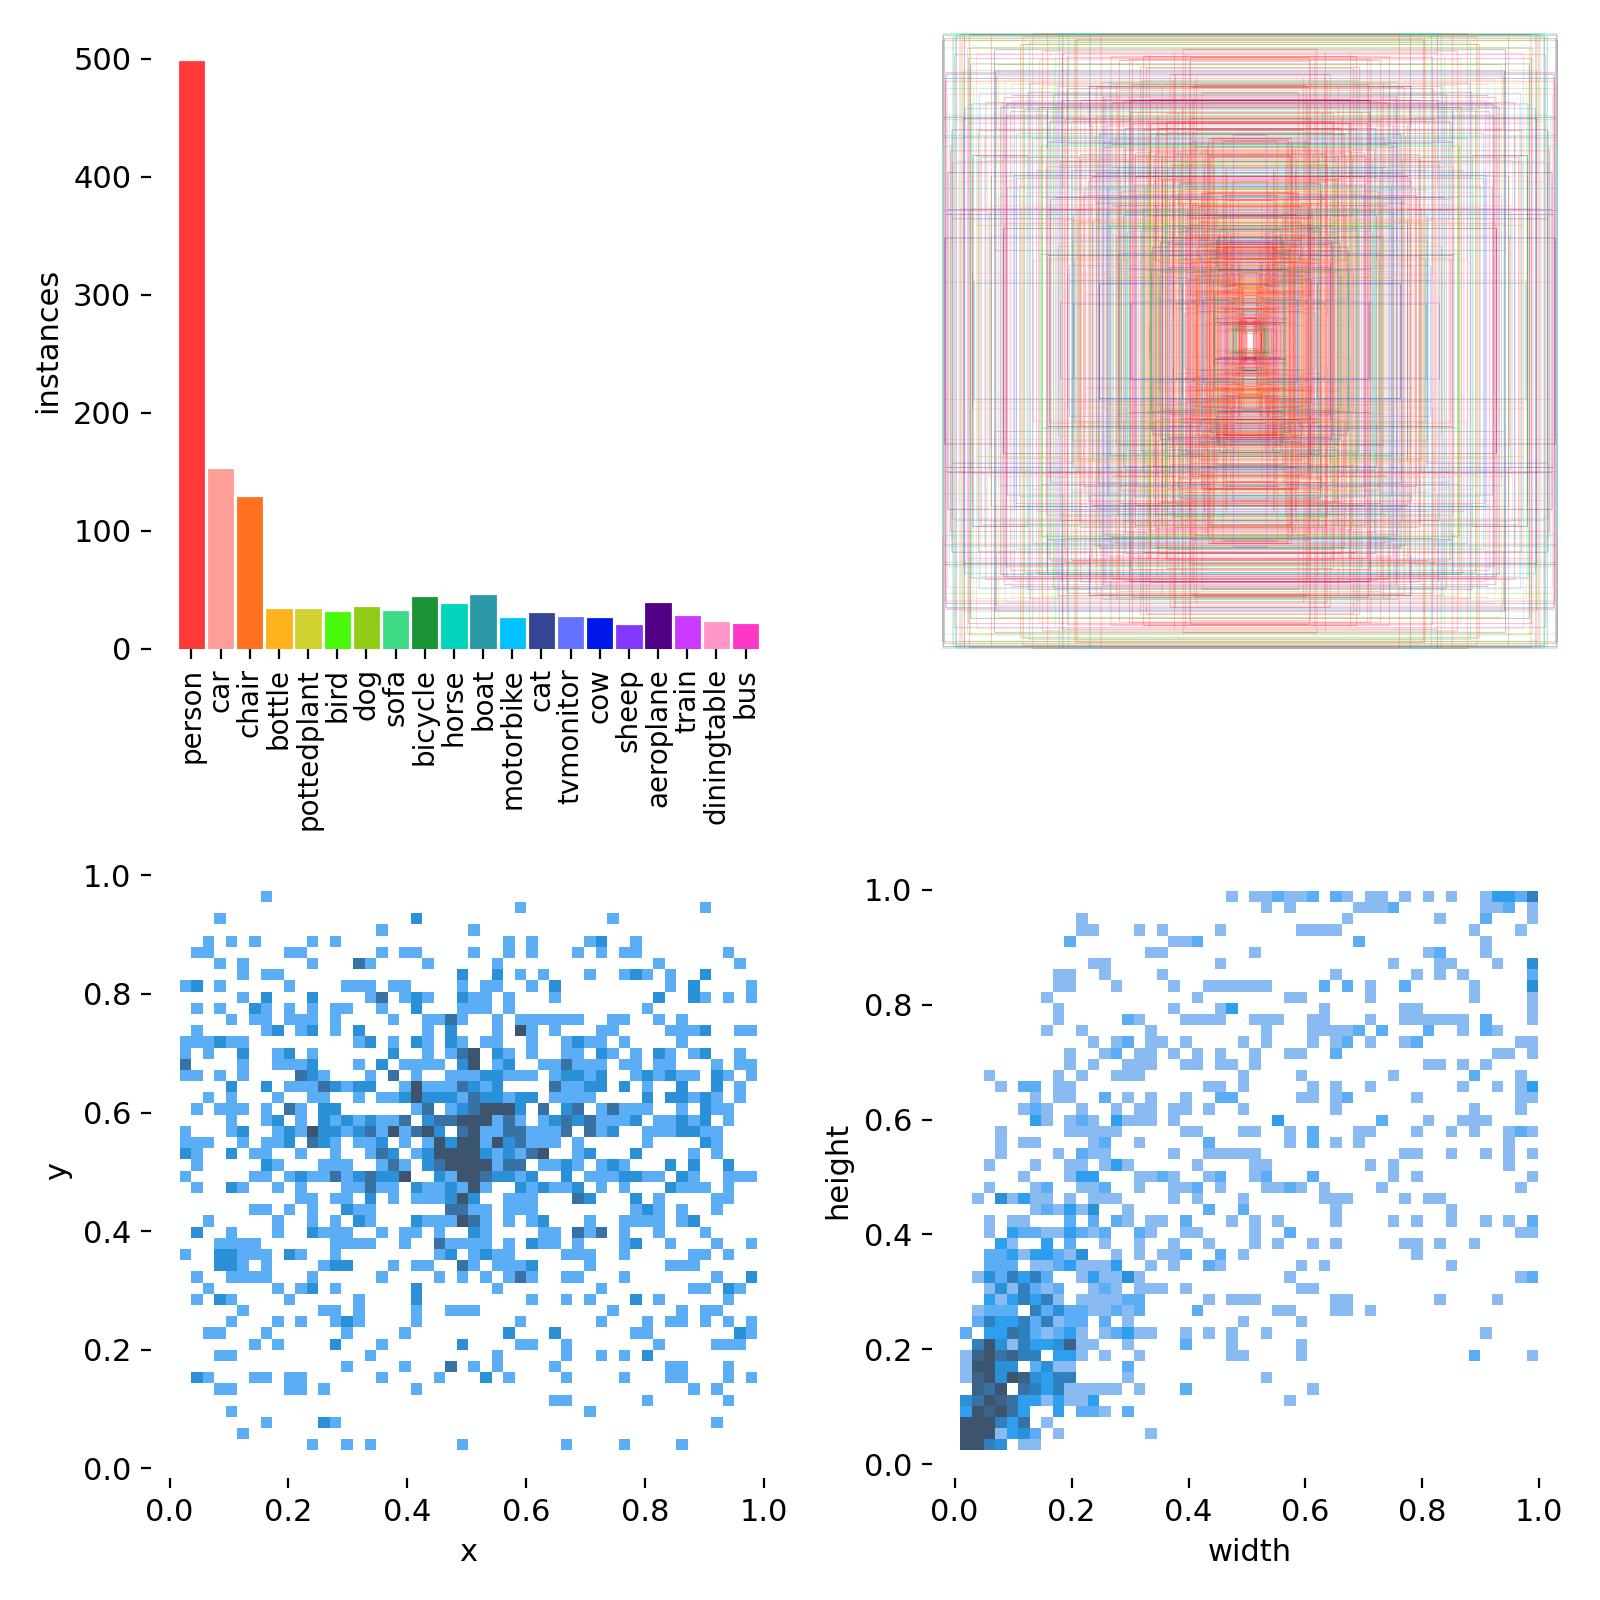 500
400
300
200
100
0
instances
person
car
chair
bottle
pottedplant
bird
dog
sofa
bicycle
horse
boat
motorbike
cat
tvmonitor
cow
sheep
aeroplane
train
diningtable
bus
1.0
0.8
0.6
0.4
0.2
0.0
y
0.0 0.2 0.4 0.6 0.8 1.0
x
1.0
0.8
0.6
0.4
0.2
0.0
height
0.0 0.2 0.4 0.6 0.8 1.0
width